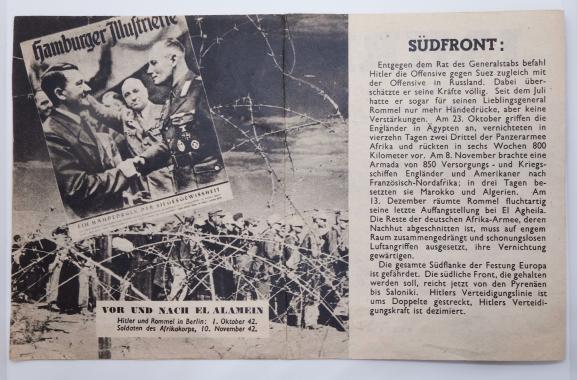 Hamburger Illustrierte
EIN HÄNDEDRUCK DER SIEGESGEWISSHEIT
VOR UND NACH EL ALAMEIN
Hitler und Rommel in Berlin: 1. Oktober 42.
Soldaten des Afrikakorps, 10. November 42.
SÜDFRONT:
Entgegen dem Rat des Generalstabs befahl
Hitler die Offensive gegen Suez zugleich mit
der Offensive in Russland. Dabei über-
schätzte er seine Kräfte völlig. Seit dem Juli
hatte er sogar für seinen Lieblingsgeneral
Rommel nur mehr Händedrücke, aber keine
Verstärkungen. Am 23. Oktober griffen die
Engländer in Ägypten an, vernichteten in
vierzehn Tagen zwei Drittel der Panzerarmee
Afrika und rückten in sechs Wochen 800
Kilometer vor. Am 8. November brachte eine
Armada von 850 Versorgungs- und Kriegs-
schiffen Engländer und Amerikaner nach
Französisch-Nordafrika; in drei Tagen be-
setzten sie Marokko und Algerien. Am
13. Dezember räumte Rommel fluchtartig
seine letzte Auffangstellung bei El Agheila.
Die Reste der deutschen Afrika-Armee, deren
Nachhut abgeschnitten ist, muss auf engem
Raum zusammengedrängt und schonungslosen
Luftangriffen ausgesetzt, ihre Vernichtung
gewärtigen.
Die gesamte Südflanke der Festung Europa
ist gefährdet. Die südliche Front, die gehalten
werden soll, reicht jetzt von den Pyrenäen
bis Saloniki. Hitlers Verteidigungslinie ist
ums Doppelte gestreckt, Hitlers Verteidi-
gungskraft ist dezimiert.